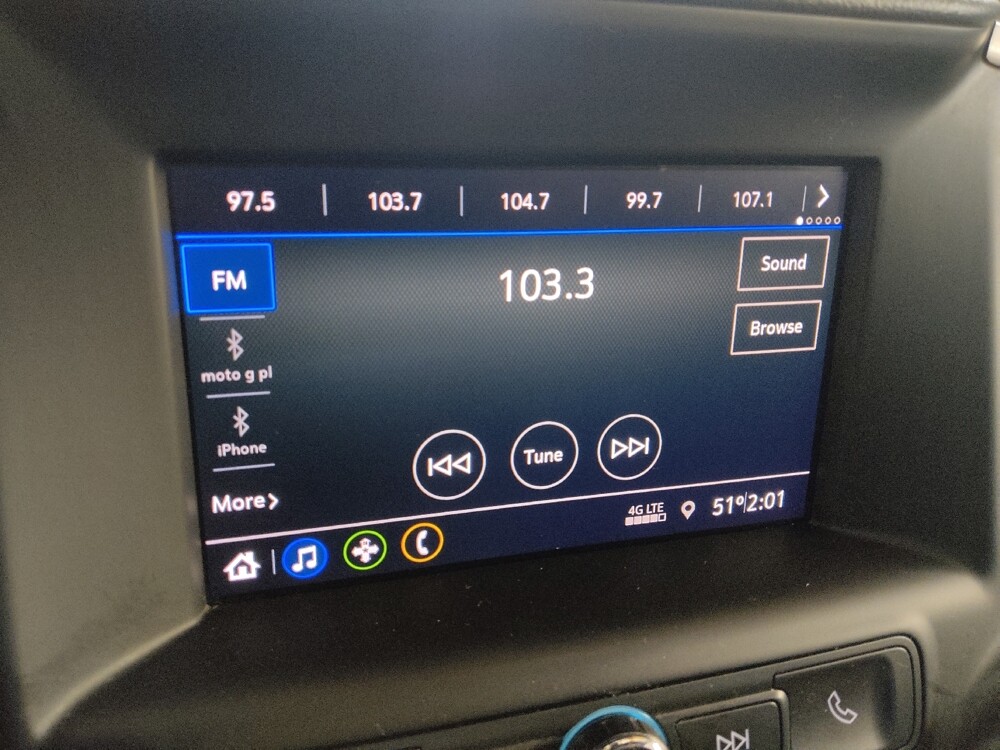 97.5 103.7 104.7 99.7 107.1
FM
103.3
Sound
Browse
moto g pl
iPhone
More
Tune
4G LTE
51° 2:01